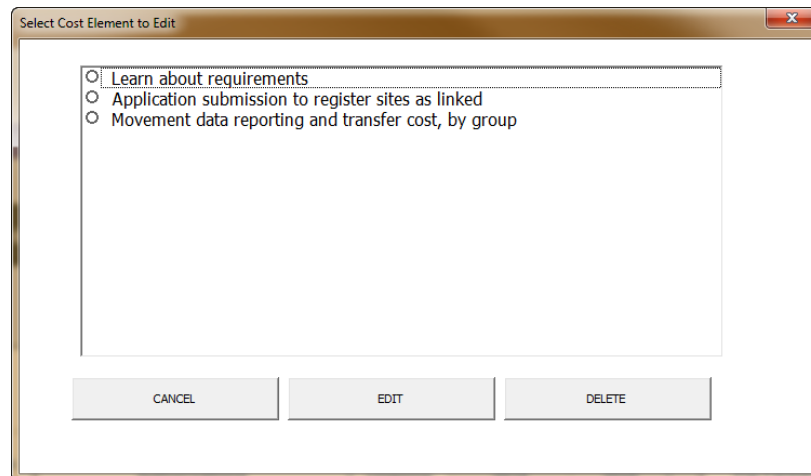 Select Cost Element to Edit
Learn about requirements
Application submission to register sites as linked
Movement data reporting and transfer cost, by group
CANCEL EDIT DELETE